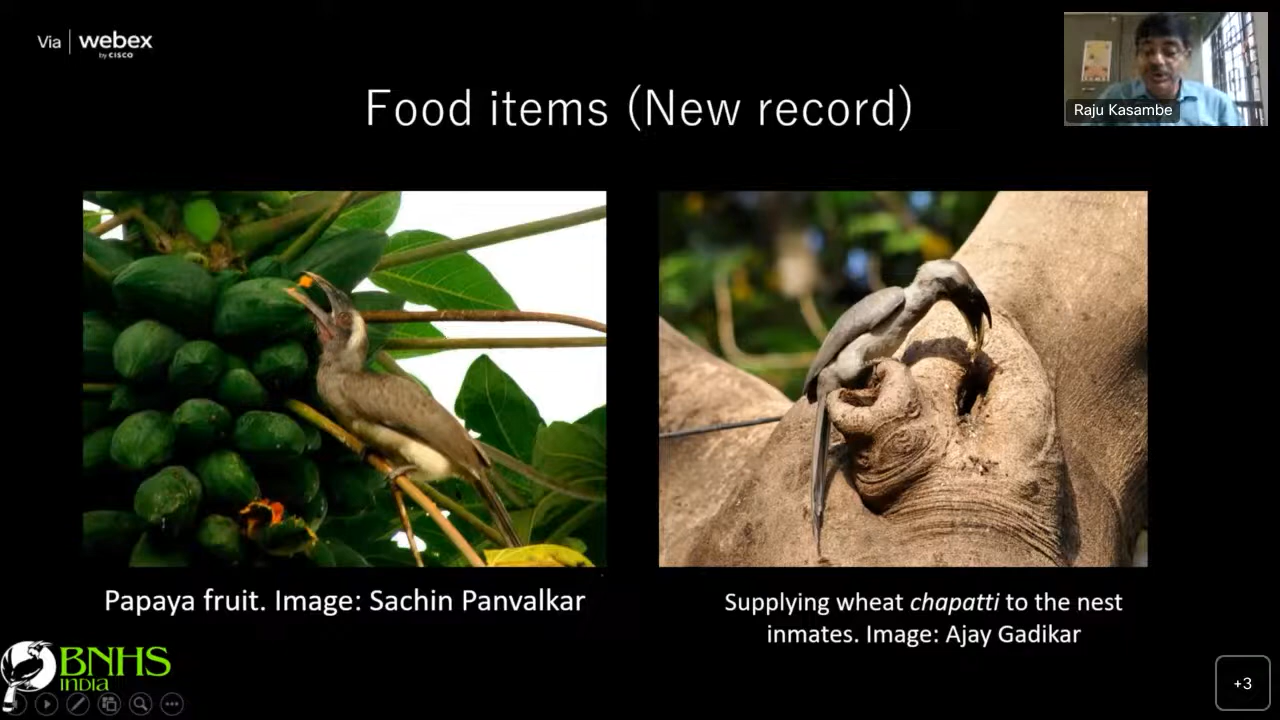 Via webex
by CISCO
Raju Kasambe
Food items (New record)
Papaya fruit. Image: Sachin Panvalkar
Supplying wheat chapatti to the nest
inmates. Image: Ajay Gadikar
BNHS
INDIA
+3